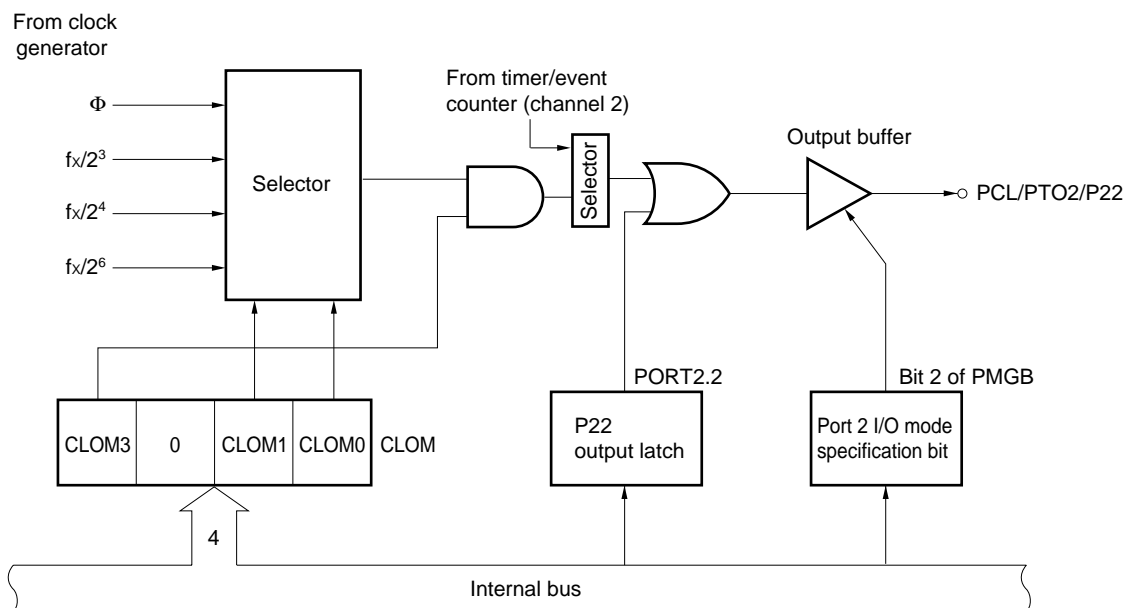 From clock
generator
Φ
fX/2³
fX/2⁴
fX/2⁶
Selector
From timer/event
counter (channel 2)
Selector
Output buffer
PCL/PTO2/P22
PORT2.2
Bit 2 of PMGB
CLOM3
0
CLOM1
CLOM0
CLOM
P22
output latch
Port 2 I/O mode
specification bit
4
Internal bus